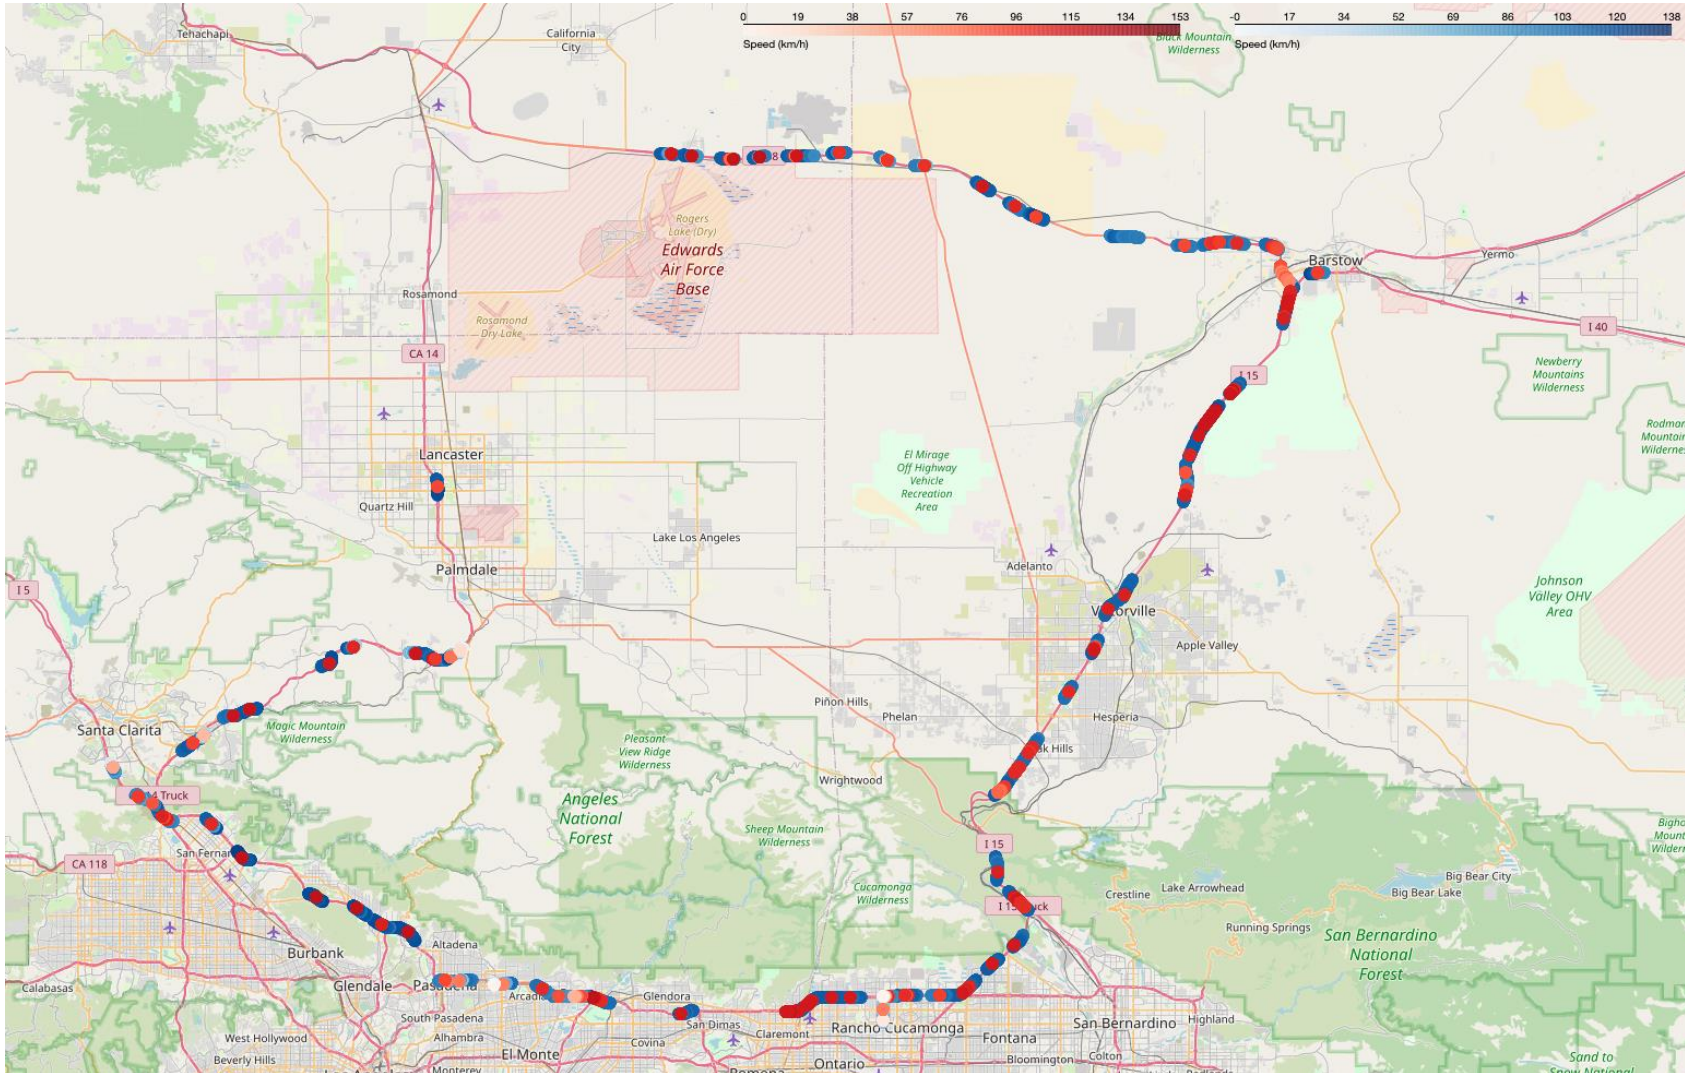 0 19 38 57 76 96 115 134 153
Speed (km/h)
-0 17 34 52 69 86 103 120 138
Speed (km/h)
Tehachapi
California
City
Black Mountain
Wilderness
8
Rogers
Lake (Dry)
Edwards
Air Force
Base
Barstow
Yermo
Rosamond
Rosamond
Dry Lake
I 40
CA 14
I 15
Newberry
Mountains
Wilderness
Lancaster
El Mirage
Off Highway
Vehicle
Recreation
Area
Quartz Hill
Lake Los Angeles
Palmdale
Adelanto
I 5
Johnson
Valley OHV
Area
Apple Valley
Piñon Hills
Phelan
Hesperia
Santa Clarita
Magic Mountain
Wilderness
Pleasant
View Ridge
Wilderness
Wrightwood
Truck
Angeles
National
Forest
Sheep Mountain
Wilderness
I 15
CA 118
Cucamonga
Wilderness
Crestline
Lake Arrowhead
Big Bear City
Big Bear Lake
Running Springs
San Bernardino
National
Forest
Altadena
Burbank
Calabasas
Glendale
Arcadia
Glendora
South Pasadena
San Dimas
Claremont
Rancho Cucamonga
San Bernardino
Highland
West Hollywood
Alhambra
Covina
Fontana
Beverly Hills
El Monte
Ontario
Bloomington
Colton
Monterey
Pomona
Sand to
Snow National